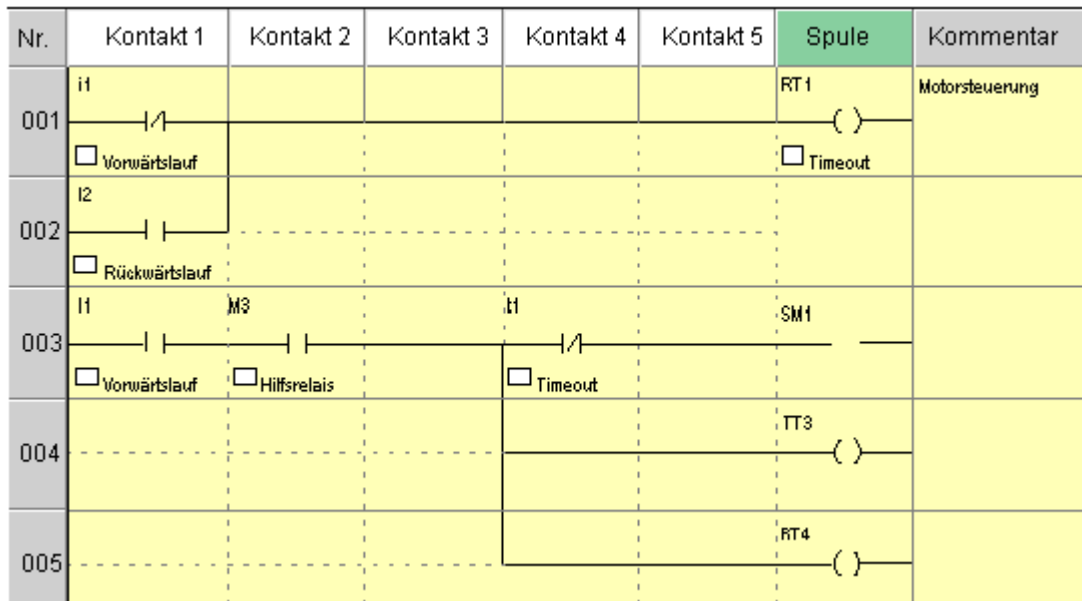 Nr. Kontakt 1 Kontakt 2 Kontakt 3 Kontakt 4 Kontakt 5 Spule Kommentar
i1 RT1 Motorsteuerung
001
Vorwärtslauf Timeout
I2
002
Rückwärtslauf
I1 M3 t1 SM1
003
Vorwärtslauf Hilfsrelais Timeout
TT3
004
RT4
005